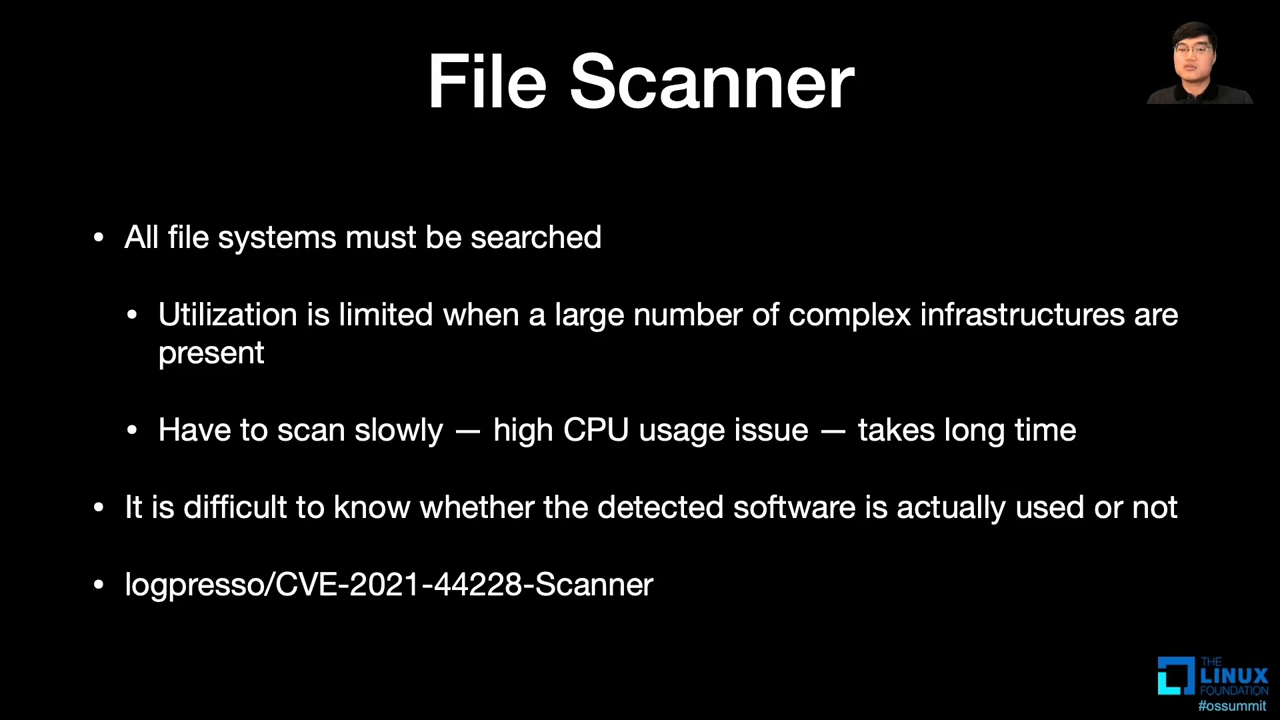 File Scanner
• All file systems must be searched
• Utilization is limited when a large number of complex infrastructures are
present
• Have to scan slowly — high CPU usage issue — takes long time
• It is difficult to know whether the detected software is actually used or not
• logpresso/CVE-2021-44228-Scanner
THE
LINUX
FOUNDATION
#ossummit